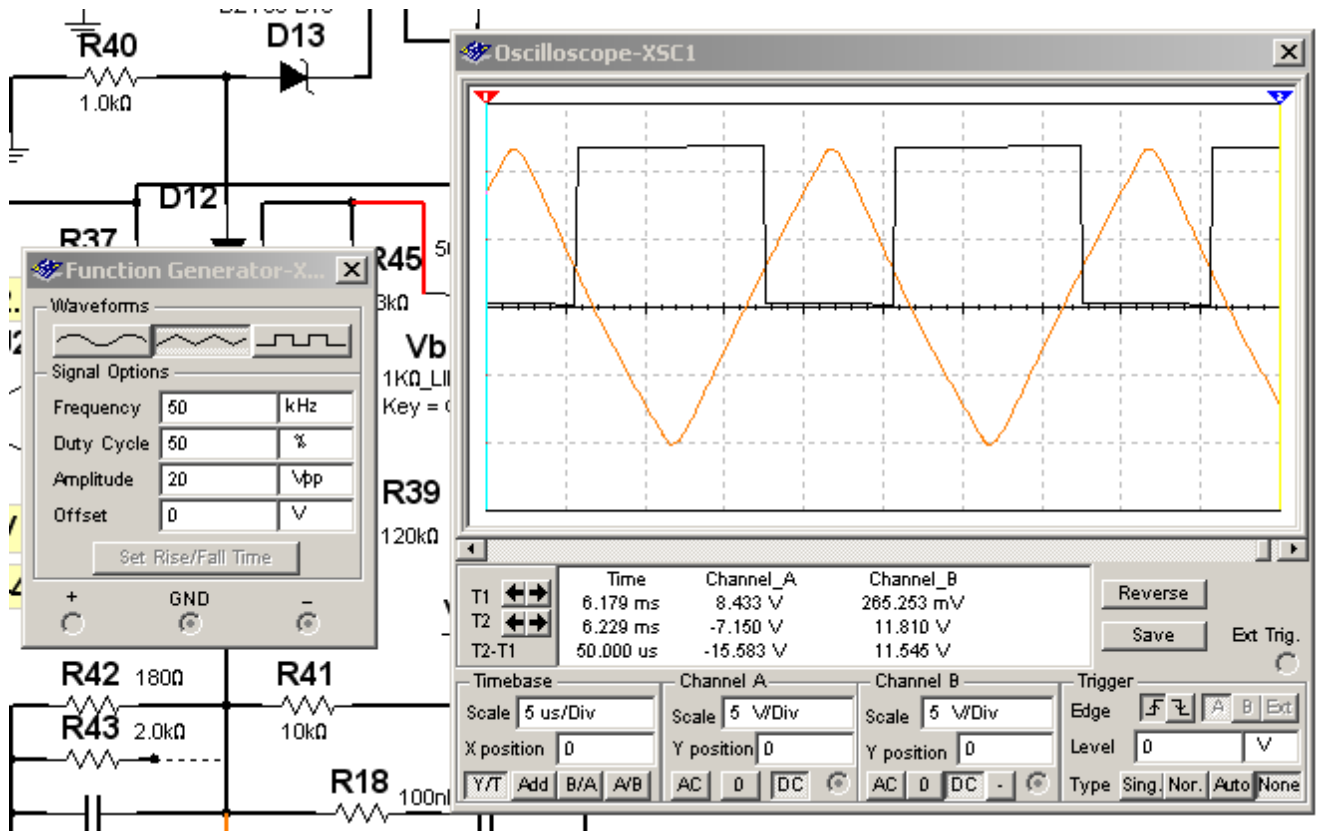 R40
1.0kΩ
D13
D12
R37
R45
3kΩ
Vb
Key =
R39
120kΩ
Function Generator-X...
Waveforms
Signal Options
Frequency 50 kHz
Duty Cycle 50 %
Amplitude 20 Vpp
Offset 0 V
Set Rise/Fall Time
+ GND −
R42 180Ω
R41
10kΩ
R43 2.0kΩ
R18
Oscilloscope-XSC1
1
2
Time Channel_A Channel_B
T1 6.179 ms 8.433 V 265.253 mV
T2 6.229 ms -7.150 V 11.810 V
T2-T1 50.000 us -15.583 V 11.545 V
Reverse
Save
Ext Trig.
Timebase
Scale 5 us/Div
X position 0
Y/T Add B/A A/B
Channel A
Scale 5 V/Div
Y position 0
AC 0 DC
Channel B
Scale 5 V/Div
Y position 0
AC 0 DC -
Trigger
Edge A B Ext
Level 0 V
Type Sing. Nor. Auto None